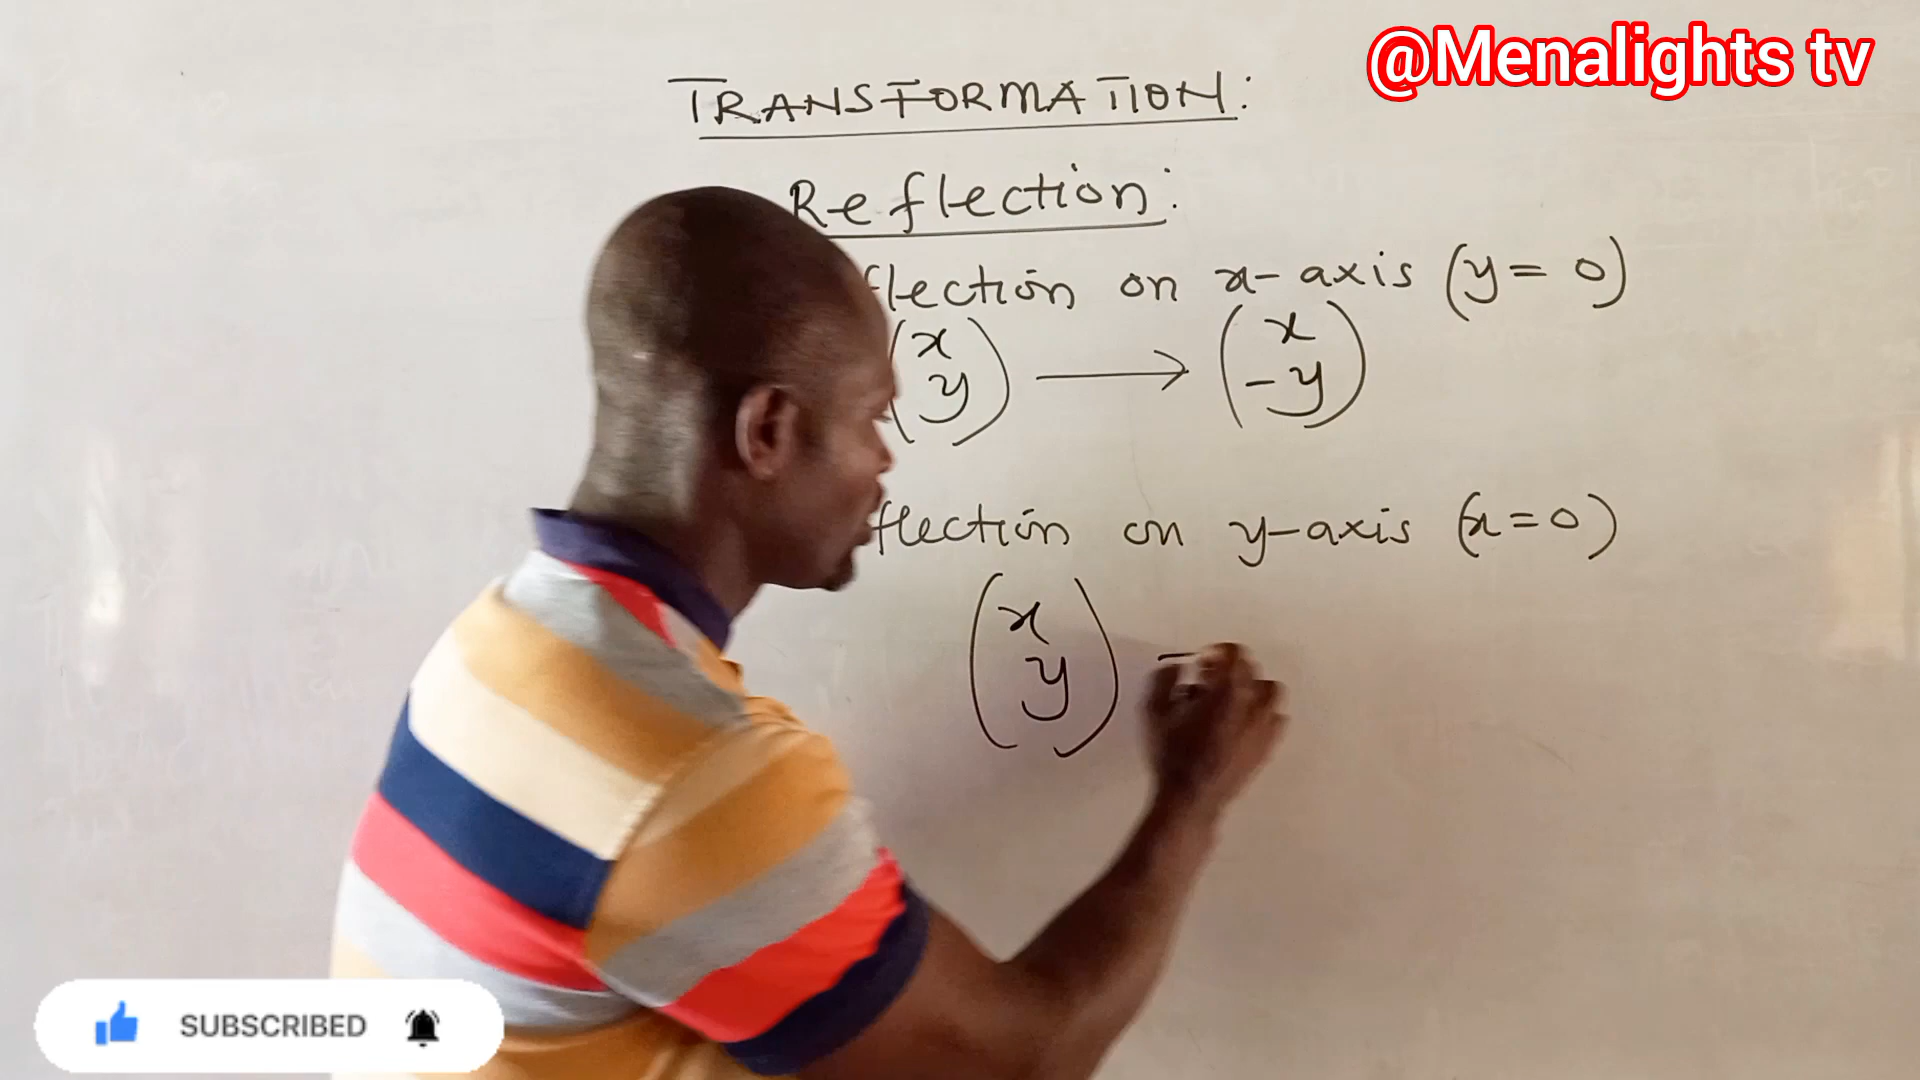 @Menalights tv
TRANSFORMATION:
Reflection:
flection on x-axis (y = 0)
(x y) → (x -y)
flection on y-axis (x = 0)
(x y)
SUBSCRIBED